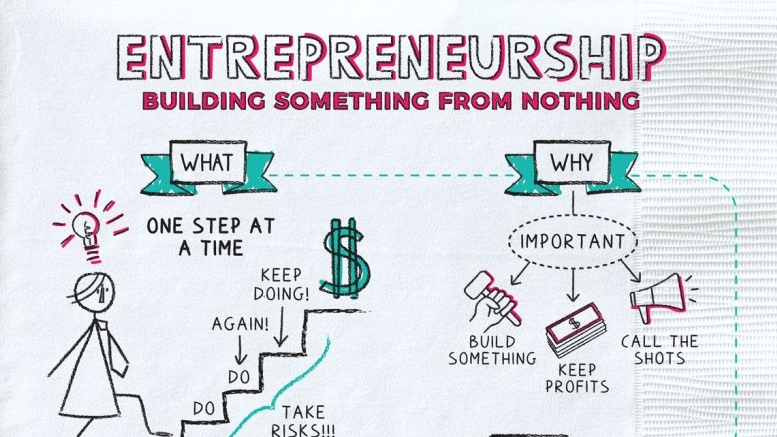 ENTREPRENEURSHIP
BUILDING SOMETHING FROM NOTHING
WHAT
ONE STEP AT
A TIME
KEEP
DOING!
AGAIN!
DO
DO
TAKE
RISKS!!!
$
WHY
IMPORTANT
BUILD
SOMETHING
$
KEEP
PROFITS
CALL THE
SHOTS